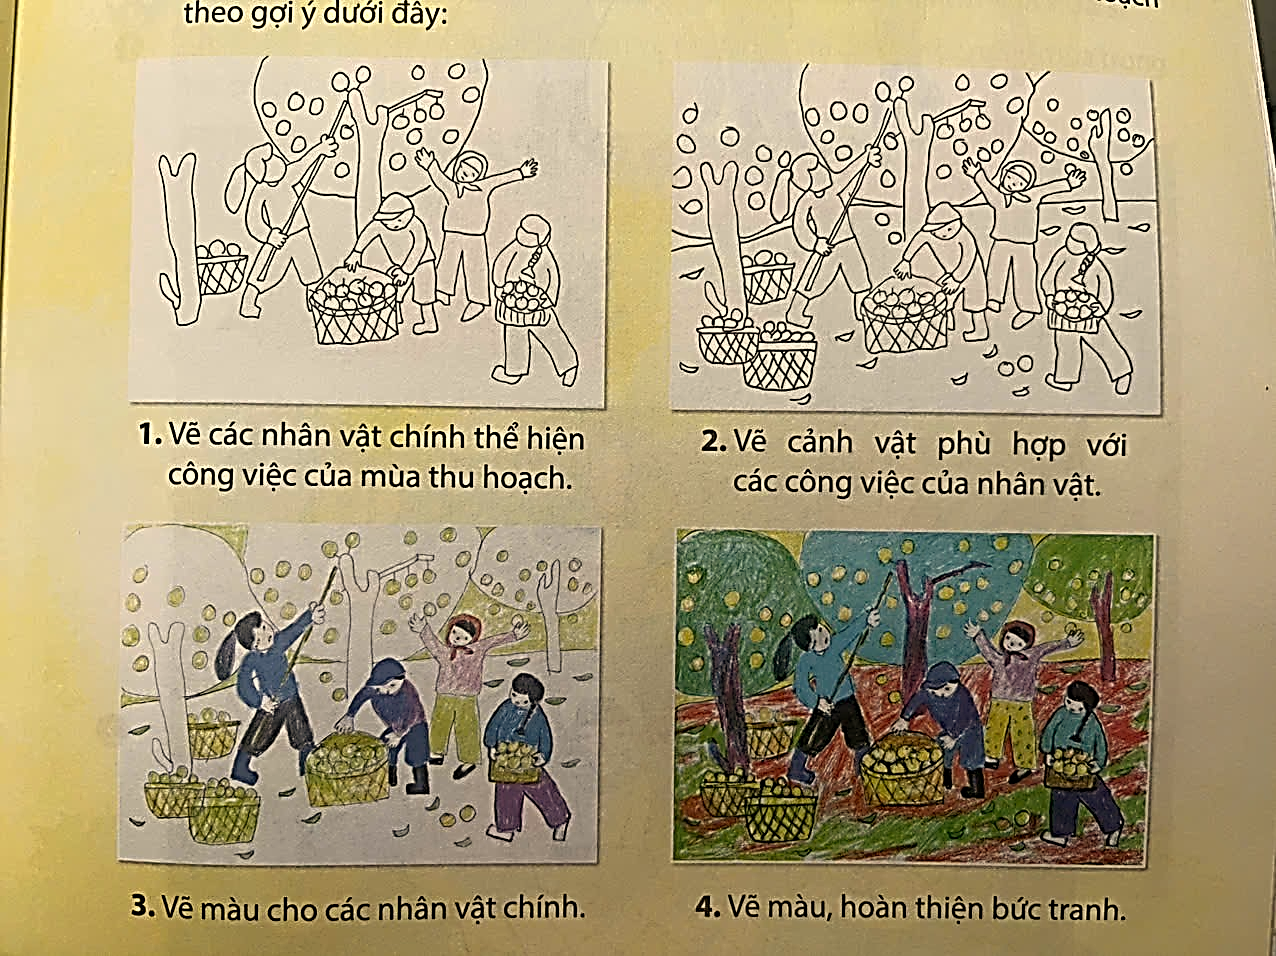 theo gợi ý dưới đây:
1. Vẽ các nhân vật chính thể hiện
công việc của mùa thu hoạch.
2. Vẽ cảnh vật phù hợp với
các công việc của nhân vật.
3. Vẽ màu cho các nhân vật chính.
4. Vẽ màu, hoàn thiện bức tranh.